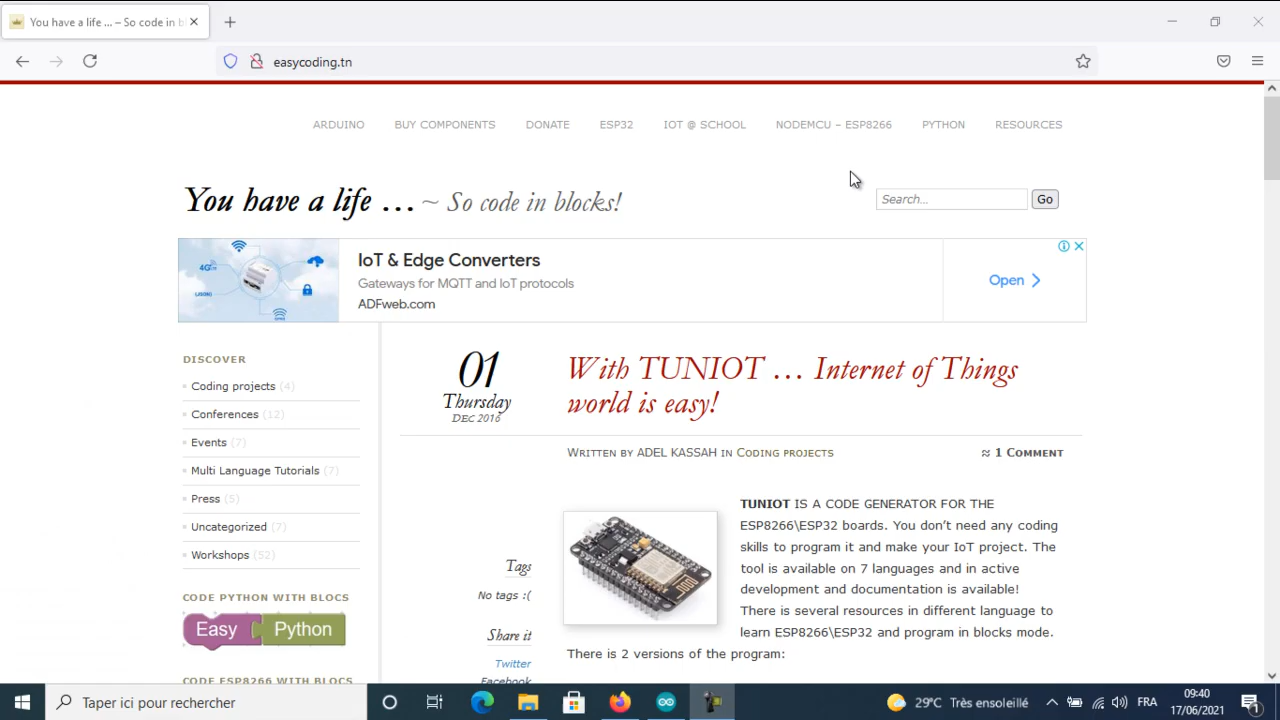 You have a life ... – So code in b
easycoding.tn
ARDUINO
BUY COMPONENTS
DONATE
ESP32
IOT @ SCHOOL
NODEMCU – ESP8266
PYTHON
RESOURCES
You have a life ... ~ So code in blocks!
Search...
Go
IoT & Edge Converters
Gateways for MQTT and IoT protocols
ADFweb.com
Open
DISCOVER
Coding projects (4)
Conferences (12)
Events (7)
Multi Language Tutorials (7)
Press (5)
Uncategorized (7)
Workshops (52)
CODE PYTHON WITH BLOCS
Easy Python
CODE ESP8266 WITH BLOCS
01
Thursday
DEC 2016
With TUNIOT ... Internet of Things
world is easy!
WRITTEN BY ADEL KASSAH IN CODING PROJECTS
≈ 1 COMMENT
Tags
No tags :(
Share it
Twitter
Facebook
TUNIOT IS A CODE GENERATOR FOR THE
ESP8266\ESP32 boards. You don’t need any coding
skills to program it and make your IoT project. The
tool is available on 7 languages and in active
development and documentation is available!
There is several resources in different language to
learn ESP8266\ESP32 and program in blocks mode.
There is 2 versions of the program:
Taper ici pour rechercher
29°C Très ensoleillé
FRA
09:40
17/06/2021